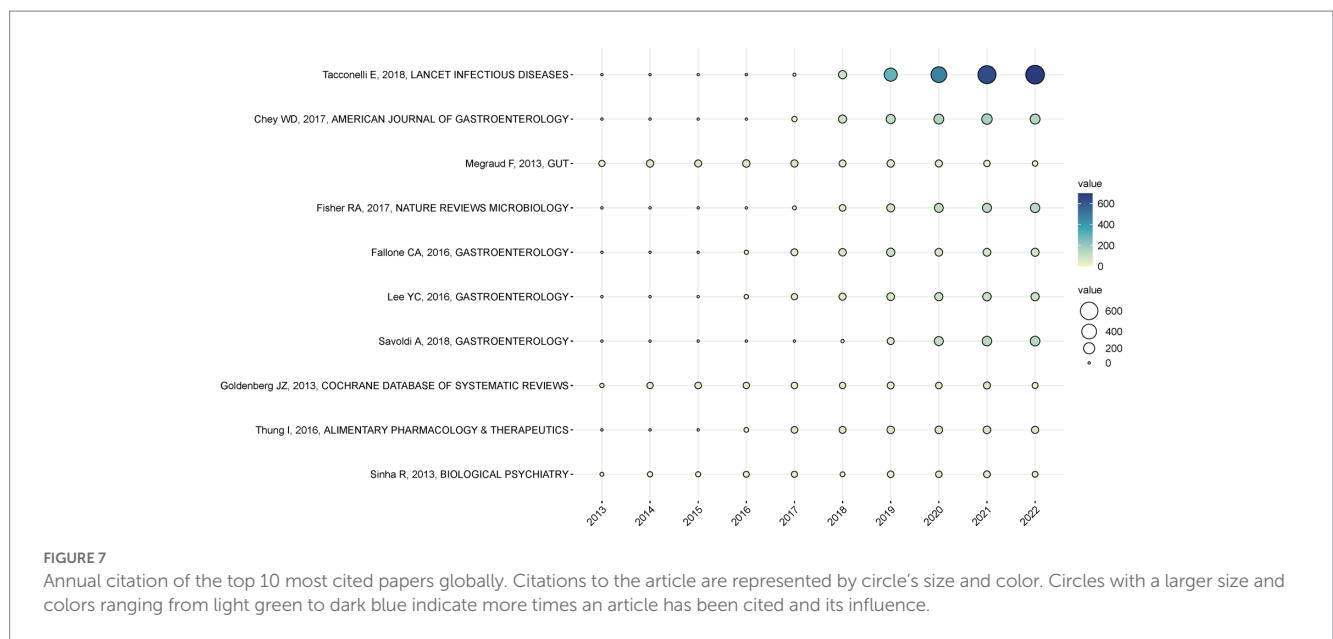 Tacconelli E, 2018, LANCET INFECTIOUS DISEASES
Chey WD, 2017, AMERICAN JOURNAL OF GASTROENTEROLOGY
Megraud F, 2013, GUT
Fisher RA, 2017, NATURE REVIEWS MICROBIOLOGY
Fallone CA, 2016, GASTROENTEROLOGY
Lee YC, 2016, GASTROENTEROLOGY
Savoldi A, 2018, GASTROENTEROLOGY
Goldenberg JZ, 2013, COCHRANE DATABASE OF SYSTEMATIC REVIEWS
Thung I, 2016, ALIMENTARY PHARMACOLOGY & THERAPEUTICS
Sinha R, 2013, BIOLOGICAL PSYCHIATRY
2013 2014 2015 2016 2017 2018 2019 2020 2021 2022
value
600
400
200
0
value
600
400
200
0
FIGURE 7
Annual citation of the top 10 most cited papers globally. Citations to the article are represented by circle's size and color. Circles with a larger size and
colors ranging from light green to dark blue indicate more times an article has been cited and its influence.